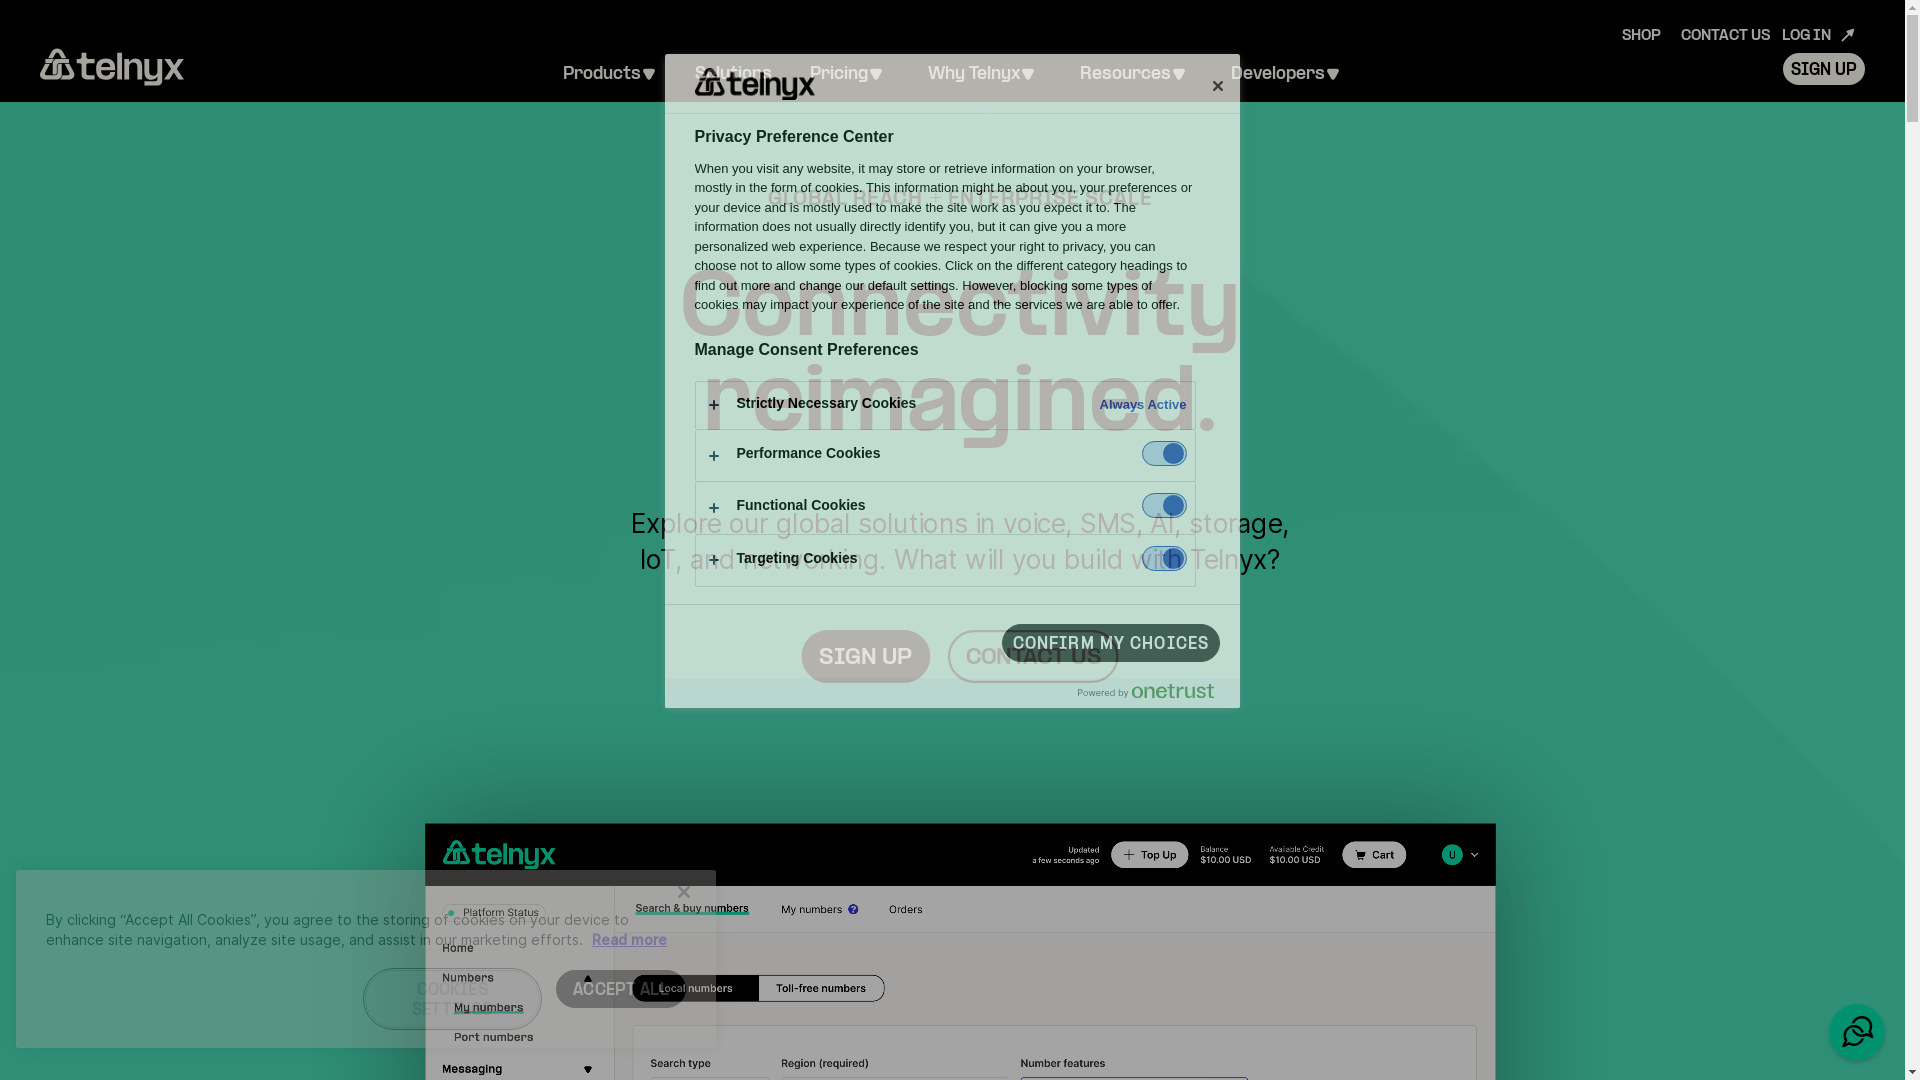 SHOP CONTACT US LOG IN
telnyx
Products Solutions Pricing Why Telnyx Resources Developers
SIGN UP
telnyx
Privacy Preference Center
When you visit any website, it may store or retrieve information on your browser,
mostly in the form of cookies. This information might be about you, your preferences or
your device and is mostly used to make the site work as you expect it to. The
information does not usually directly identify you, but it can give you a more
personalized web experience. Because we respect your right to privacy, you can
choose not to allow some types of cookies. Click on the different category headings to
find out more and change our default settings. However, blocking some types of
cookies may impact your experience of the site and the services we are able to offer.
GLOBAL REACH + ENTERPRISE SCALE
Connectivity
reimagined.
Manage Consent Preferences
Strictly Necessary Cookies Always Active
Performance Cookies
Functional Cookies
Targeting Cookies
Explore our global solutions in voice, SMS, AI, storage,
IoT, and networking. What will you build with Telnyx?
SIGN UP CONTACT US
CONFIRM MY CHOICES
Powered by onetrust
telnyx
Updated
a few seconds ago
Top Up
Balance
$10.00 USD
Available Credit
$10.00 USD
Cart
U
Platform Status
Search & buy numbers My numbers ? Orders
By clicking “Accept All Cookies”, you agree to the storing of cookies on your device to
enhance site navigation, analyze site usage, and assist in our marketing efforts. Read more
COOKIES
SETTINGS
ACCEPT ALL
Home
Numbers
My numbers
Port numbers
Messaging
Local numbers Toll-free numbers
Search type Region (required) Number features